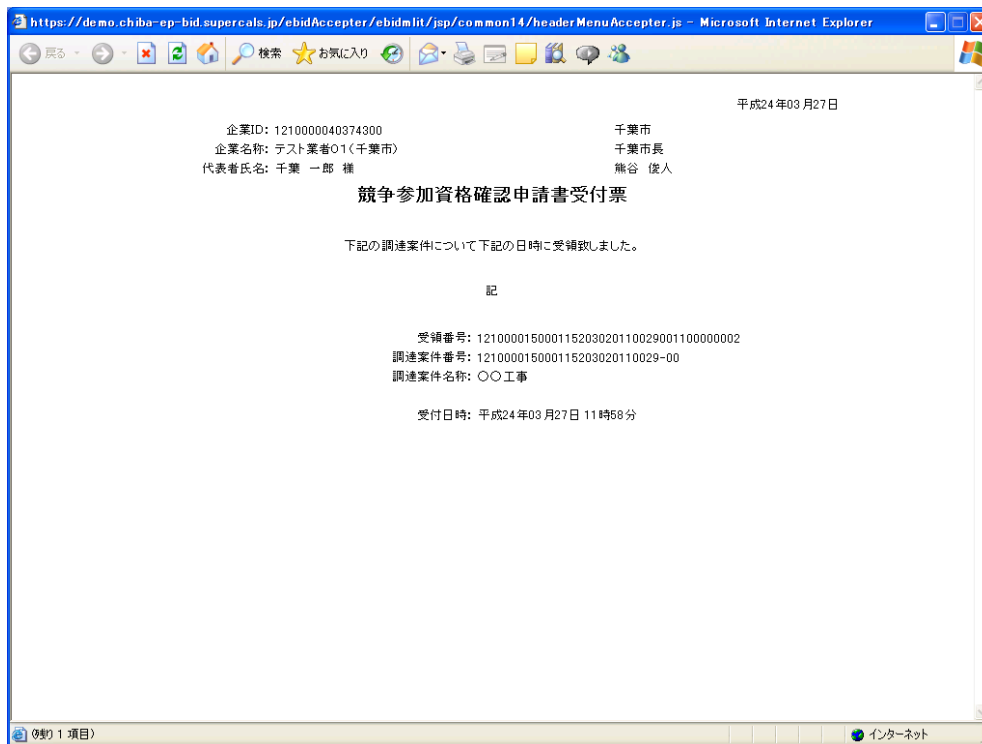 https://demo.chiba-ep-bid.supercals.jp/ebidAccepter/ebidmlit/jsp/common14/headerMenuAccepter.js - Microsoft Internet Explorer
戻る 検索 お気に入り
平成24年03月27日
企業ID: 1210000040374300 千葉市
企業名称: テスト業者01(千葉市) 千葉市長
代表者氏名: 千葉 一郎 様 熊谷 俊人
競争参加資格確認申請書受付票
下記の調達案件について下記の日時に受領致しました。
記
受領番号: 121000015000115203020110029001100000002
調達案件番号: 121000015000115203020110029-00
調達案件名称: 〇〇工事
受付日時: 平成24年03月27日 11時58分
(残り 1 項目) インターネット